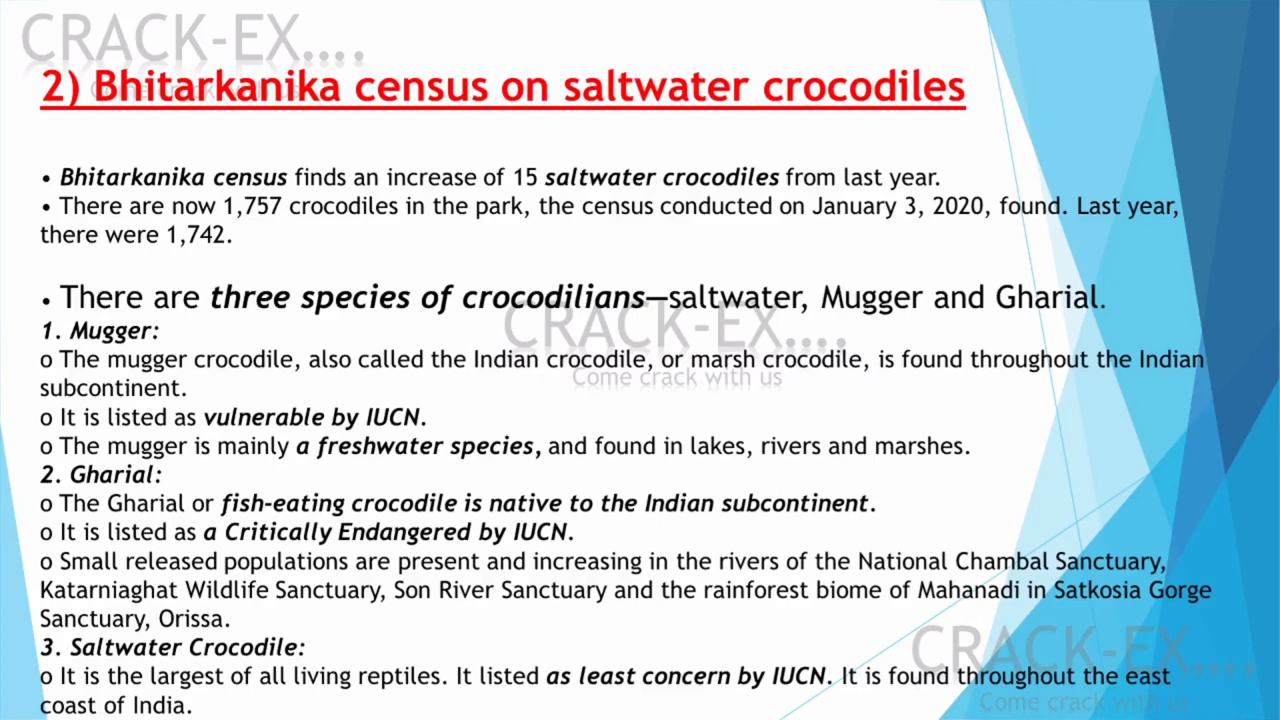 CRACK-EX....
Come crack with us
2) Bhitarkanika census on saltwater crocodiles
• Bhitarkanika census finds an increase of 15 saltwater crocodiles from last year.
• There are now 1,757 crocodiles in the park, the census conducted on January 3, 2020, found. Last year,
there were 1,742.
• There are three species of crocodilians—saltwater, Mugger and Gharial.
CRACK-EX....
Come crack with us
1. Mugger:
o The mugger crocodile, also called the Indian crocodile, or marsh crocodile, is found throughout the Indian
subcontinent.
o It is listed as vulnerable by IUCN.
o The mugger is mainly a freshwater species, and found in lakes, rivers and marshes.
2. Gharial:
o The Gharial or fish-eating crocodile is native to the Indian subcontinent.
o It is listed as a Critically Endangered by IUCN.
o Small released populations are present and increasing in the rivers of the National Chambal Sanctuary,
Katarniaghat Wildlife Sanctuary, Son River Sanctuary and the rainforest biome of Mahanadi in Satkosia Gorge
Sanctuary, Orissa.
3. Saltwater Crocodile:
o It is the largest of all living reptiles. It listed as least concern by IUCN. It is found throughout the east
coast of India.
CRACK-EX....
Come crack with us